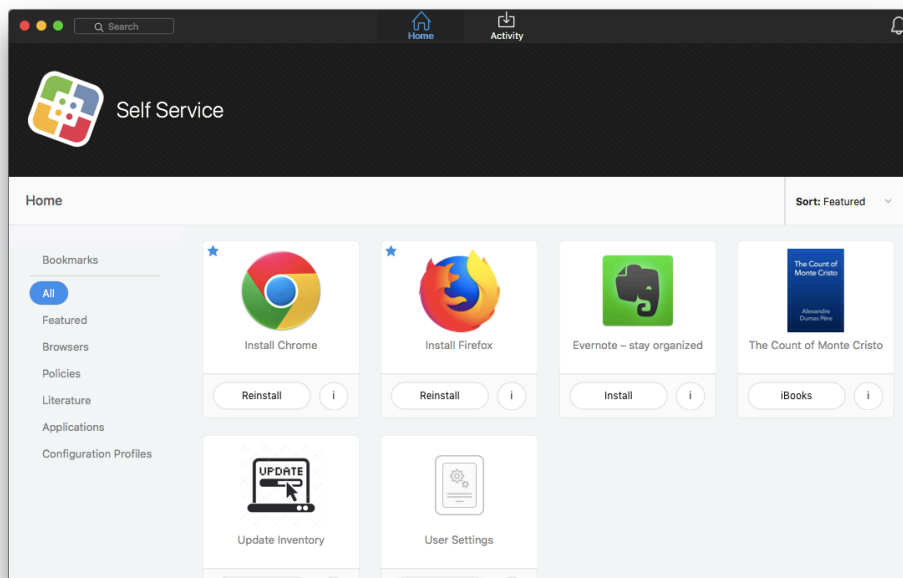 Search
Home
Activity
Self Service
Home
Sort: Featured
Bookmarks
All
Featured
Browsers
Policies
Literature
Applications
Configuration Profiles
Install Chrome
Reinstall
i
Install Firefox
Reinstall
i
Evernote – stay organized
Install
i
The Count of
Monte Cristo
Alexandre
Dumas Père
The Count of Monte Cristo
iBooks
i
UPDATE
Update Inventory
User Settings